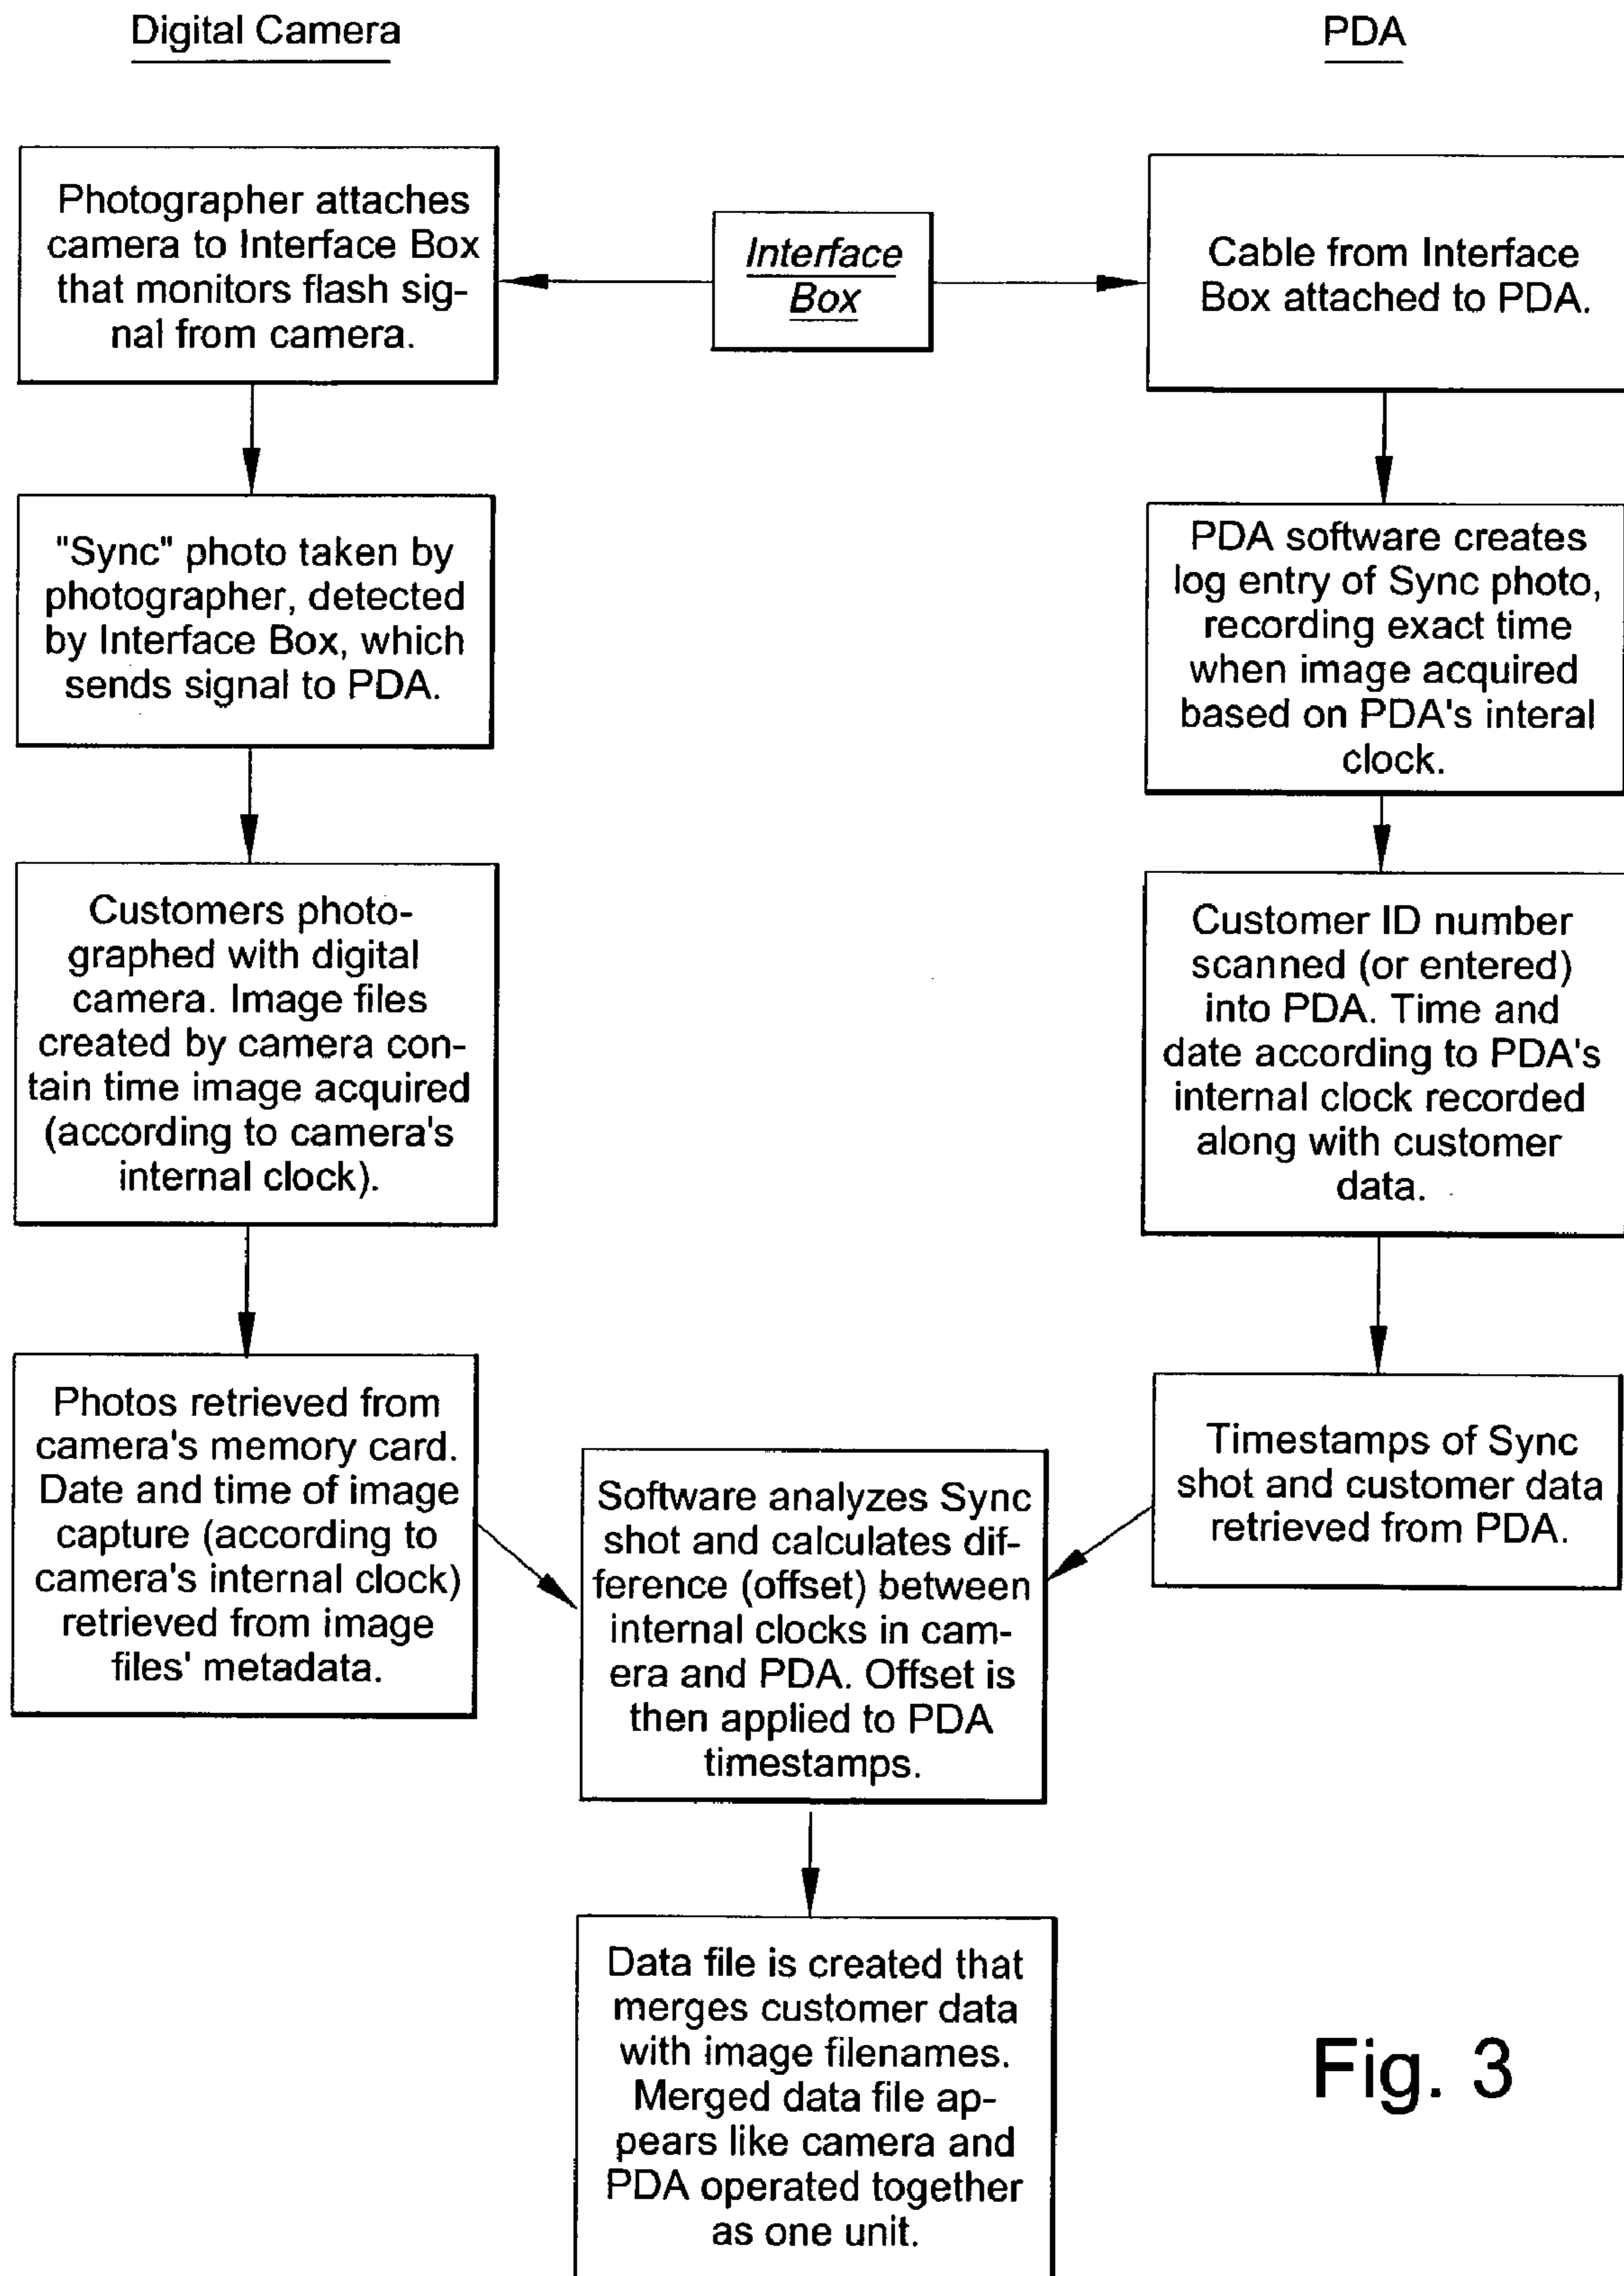 Digital Camera
PDA
Photographer attaches
camera to Interface Box
that monitors flash sig-
nal from camera.
Interface
Box
Cable from Interface
Box attached to PDA.
"Sync" photo taken by
photographer, detected
by Interface Box, which
sends signal to PDA.
PDA software creates
log entry of Sync photo,
recording exact time
when image acquired
based on PDA's interal
clock.
Customers photo-
graphed with digital
camera. Image files
created by camera con-
tain time image acquired
(according to camera's
internal clock).
Customer ID number
scanned (or entered)
into PDA. Time and
date according to PDA's
internal clock recorded
along with customer
data.
Photos retrieved from
camera's memory card.
Date and time of image
capture (according to
camera's internal clock)
retrieved from image
files' metadata.
Timestamps of Sync
shot and customer data
retrieved from PDA.
Software analyzes Sync
shot and calculates dif-
ference (offset) between
internal clocks in cam-
era and PDA. Offset is
then applied to PDA
timestamps.
Data file is created that
merges customer data
with image filenames.
Merged data file ap-
pears like camera and
PDA operated together
as one unit.
Fig. 3